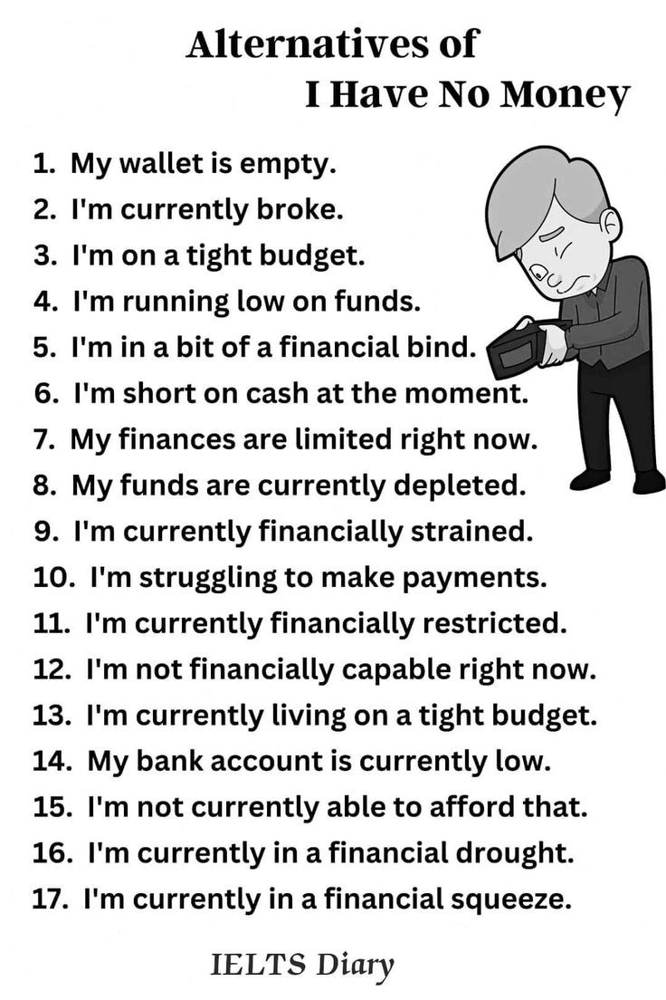 Alternatives of
I Have No Money
1. My wallet is empty.
2. I'm currently broke.
3. I'm on a tight budget.
4. I'm running low on funds.
5. I'm in a bit of a financial bind.
6. I'm short on cash at the moment.
7. My finances are limited right now.
8. My funds are currently depleted.
9. I'm currently financially strained.
10. I'm struggling to make payments.
11. I'm currently financially restricted.
12. I'm not financially capable right now.
13. I'm currently living on a tight budget.
14. My bank account is currently low.
15. I'm not currently able to afford that.
16. I'm currently in a financial drought.
17. I'm currently in a financial squeeze.
IELTS Diary